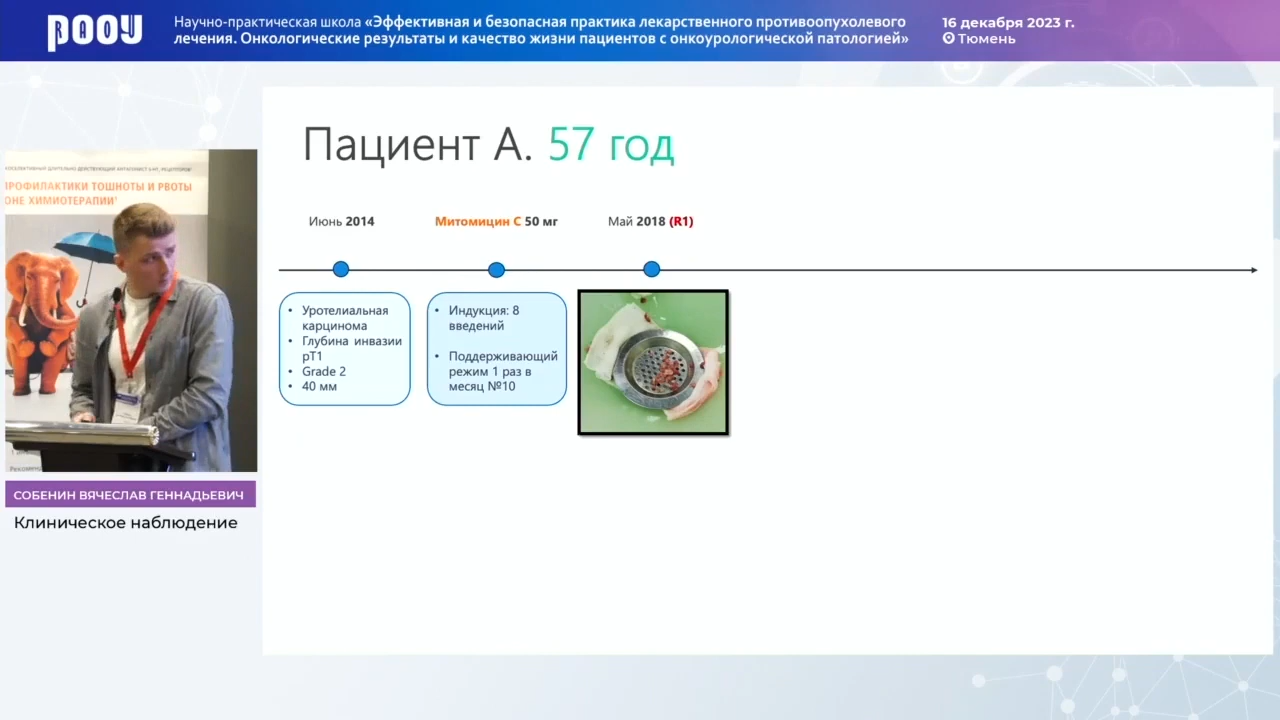 РАОУ
Научно-практическая школа «Эффективная и безопасная практика лекарственного противоопухолевого
лечения. Онкологические результаты и качество жизни пациентов с онкоурологической патологией»
16 декабря 2023 г.
Тюмень
ПРОФИЛАКТИКИ ТОШНОТЫ И РВОТЫ
ОНЕ ХИМИОТЕРАПИИ
СОБЕНИН ВЯЧЕСЛАВ ГЕННАДЬЕВИЧ
Клиническое наблюдение
Пациент А. 57 год
Июнь 2014
Митомицин С 50 мг
Май 2018 (R1)
• Уротелиальная
карцинома
• Глубина инвазии
pT1
• Grade 2
• 40 мм
• Индукция: 8
введений
• Поддерживающий
режим 1 раз в
месяц №10